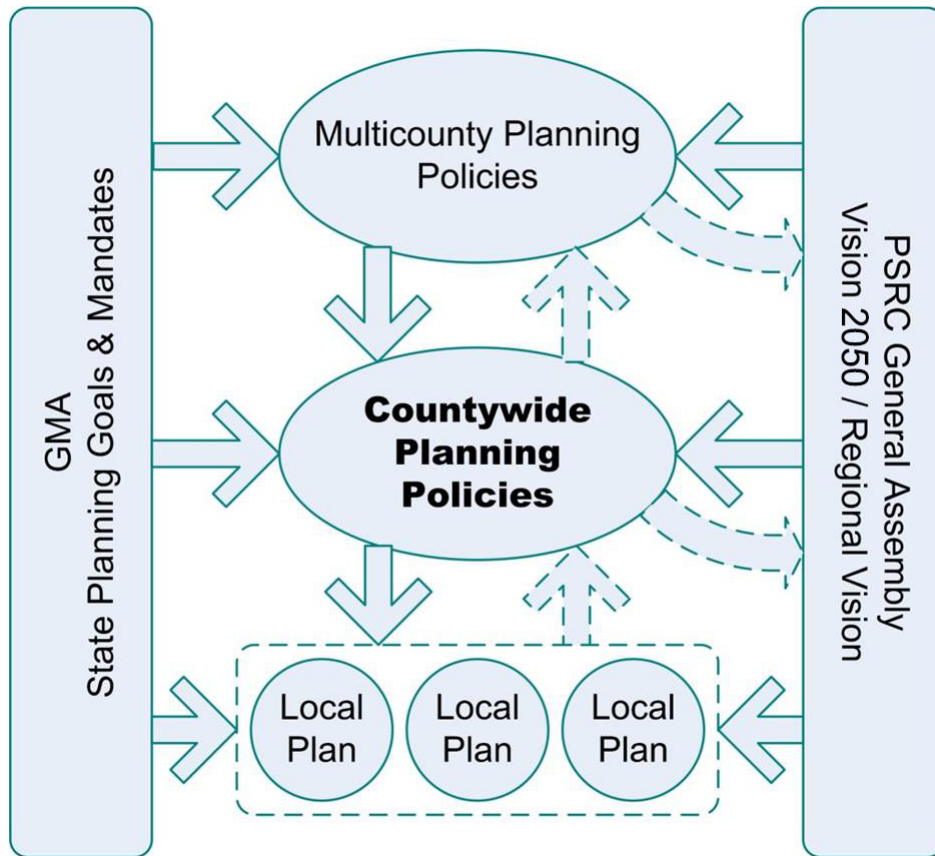 GMA
State Planning Goals & Mandates
Multicounty Planning
Policies
Countywide
Planning
Policies
Local
Plan
Local
Plan
Local
Plan
PSRC General Assembly
Vision 2050 / Regional Vision